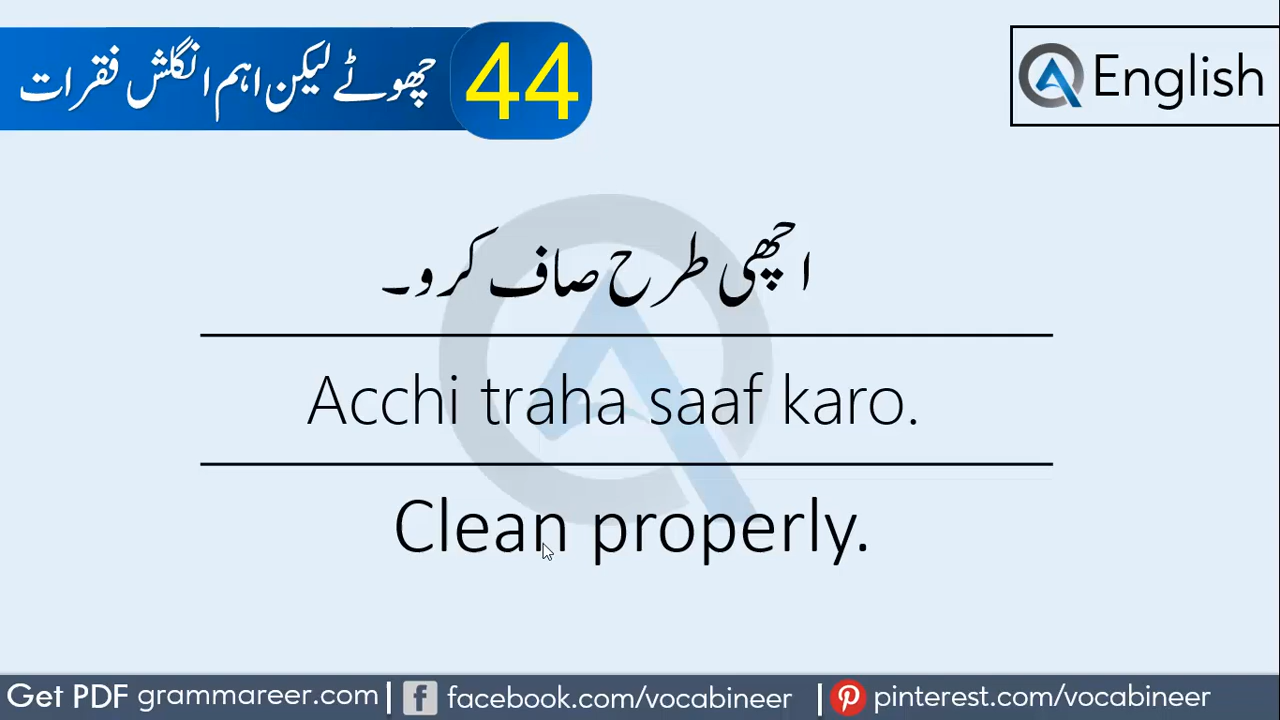 44 چھوٹے لیکن اہم انگلش فقرات
English
اچھی طرح صاف کرو۔
Acchi traha saaf karo.
Clean properly.
Get PDF grammareer.com | facebook.com/vocabineer | pinterest.com/vocabineer